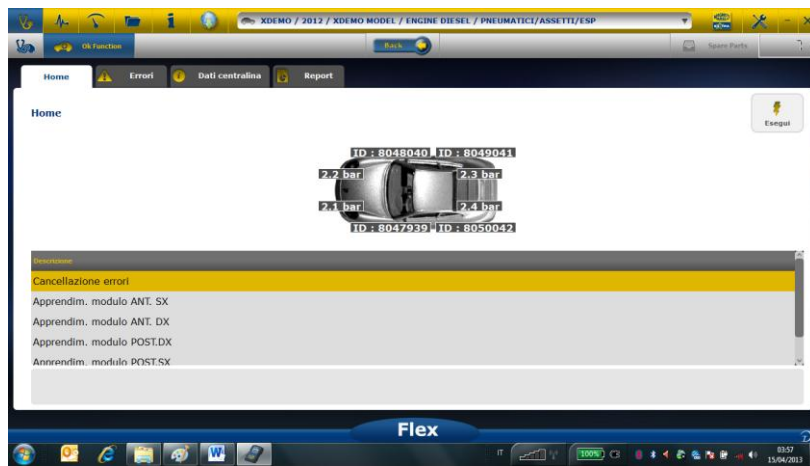 XDEMO / 2012 / XDEMO MODEL / ENGINE DIESEL / PNEUMATICI/ASSETTI/ESP
Ok Function
Back
Spare Parts
Home
Errori
Dati centralina
Report
Home
Esegui
ID : 8048040
ID : 8049041
2.2 bar
2.3 bar
2.1 bar
2.4 bar
ID : 8047939
ID : 8050042
Descrizione
Cancellazione errori
Apprendim. modulo ANT. SX
Apprendim. modulo ANT. DX
Apprendim. modulo POST.DX
Apprendim. modulo POST.SX
Flex
IT
100%
03:57
15/04/2013